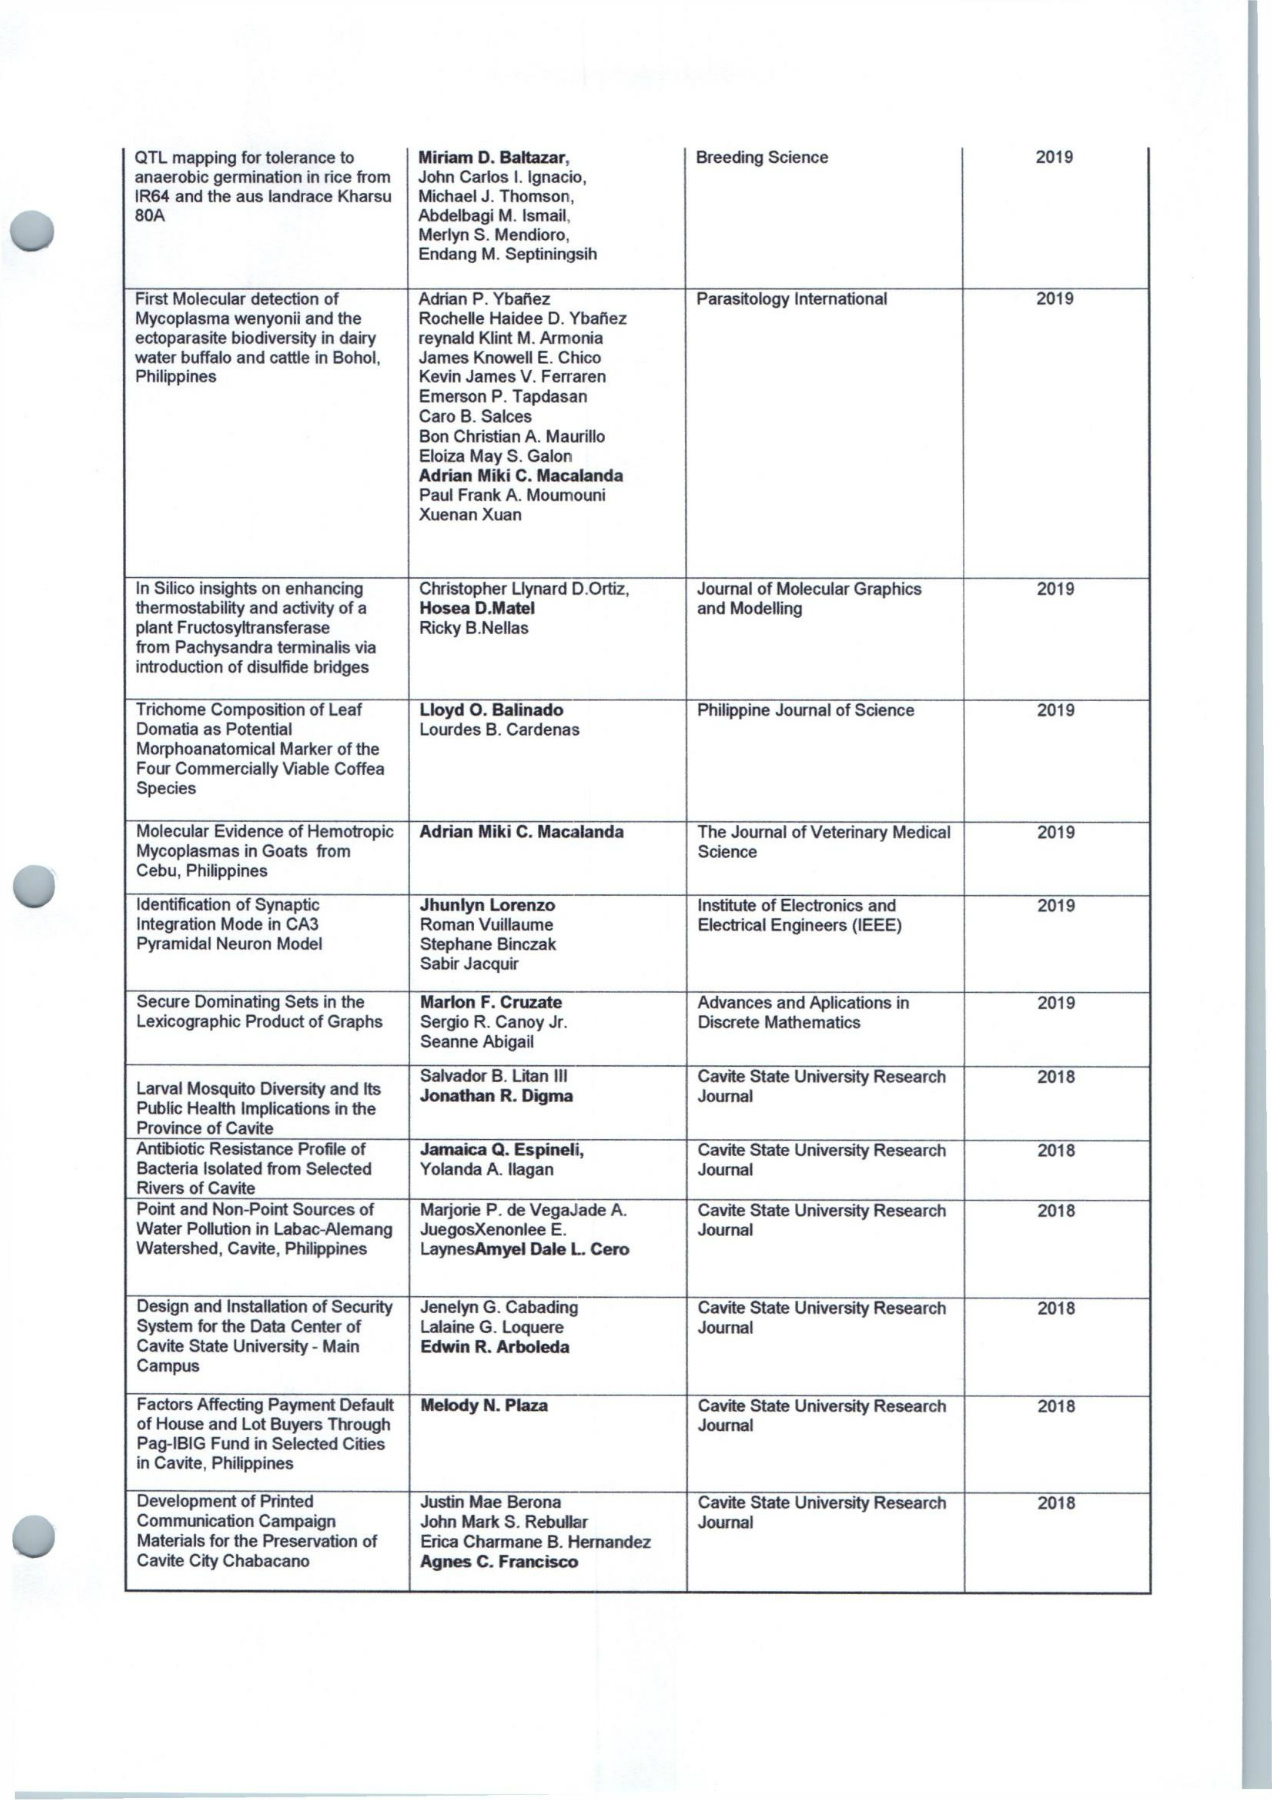 QTL mapping for tolerance to
anaerobic germination in rice from
IR64 and the aus landrace Kharsu
80A
Miriam D. Baltazar,
John Carlos I. Ignacio,
Michael J. Thomson,
Abdelbagi M. Ismail,
Merlyn S. Mendioro,
Endang M. Septiningsih
Breeding Science
2019
First Molecular detection of
Mycoplasma wenyonii and the
ectoparasite biodiversity in dairy
water buffalo and cattle in Bohol,
Philippines
Adrian P. Ybañez
Rochelle Haidee D. Ybañez
reynald Klint M. Armonia
James Knowell E. Chico
Kevin James V. Ferraren
Emerson P. Tapdasan
Caro B. Salces
Bon Christian A. Maurillo
Eloiza May S. Galon
Adrian Miki C. Macalanda
Paul Frank A. Moumouni
Xuenan Xuan
Parasitology International
2019
In Silico insights on enhancing
thermostability and activity of a
plant Fructosyltransferase
from Pachysandra terminalis via
introduction of disulfide bridges
Christopher Llynard D.Ortiz,
Hosea D.Matel
Ricky B.Nellas
Journal of Molecular Graphics
and Modelling
2019
Trichome Composition of Leaf
Domatia as Potential
Morphoanatomical Marker of the
Four Commercially Viable Coffea
Species
Lloyd O. Balinado
Lourdes B. Cardenas
Philippine Journal of Science
2019
Molecular Evidence of Hemotropic
Mycoplasmas in Goats from
Cebu, Philippines
Adrian Miki C. Macalanda
The Journal of Veterinary Medical
Science
2019
Identification of Synaptic
Integration Mode in CA3
Pyramidal Neuron Model
Jhunlyn Lorenzo
Roman Vuillaume
Stephane Binczak
Sabir Jacquir
Institute of Electronics and
Electrical Engineers (IEEE)
2019
Secure Dominating Sets in the
Lexicographic Product of Graphs
Marlon F. Cruzate
Sergio R. Canoy Jr.
Seanne Abigail
Advances and Aplications in
Discrete Mathematics
2019
Larval Mosquito Diversity and Its
Public Health Implications in the
Province of Cavite
Salvador B. Litan III
Jonathan R. Digma
Cavite State University Research
Journal
2018
Antibiotic Resistance Profile of
Bacteria Isolated from Selected
Rivers of Cavite
Jamaica Q. Espineli,
Yolanda A. Ilagan
Cavite State University Research
Journal
2018
Point and Non-Point Sources of
Water Pollution in Labac-Alemang
Watershed, Cavite, Philippines
Marjorie P. de VegaJade A.
JuegosXenonlee E.
LaynesAmyel Dale L. Cero
Cavite State University Research
Journal
2018
Design and Installation of Security
System for the Data Center of
Cavite State University - Main
Campus
Jenelyn G. Cabading
Lalaine G. Loquere
Edwin R. Arboleda
Cavite State University Research
Journal
2018
Factors Affecting Payment Default
of House and Lot Buyers Through
Pag-IBIG Fund in Selected Cities
in Cavite, Philippines
Melody N. Plaza
Cavite State University Research
Journal
2018
Development of Printed
Communication Campaign
Materials for the Preservation of
Cavite City Chabacano
Justin Mae Berona
John Mark S. Rebullar
Erica Charmane B. Hernandez
Agnes C. Francisco
Cavite State University Research
Journal
2018